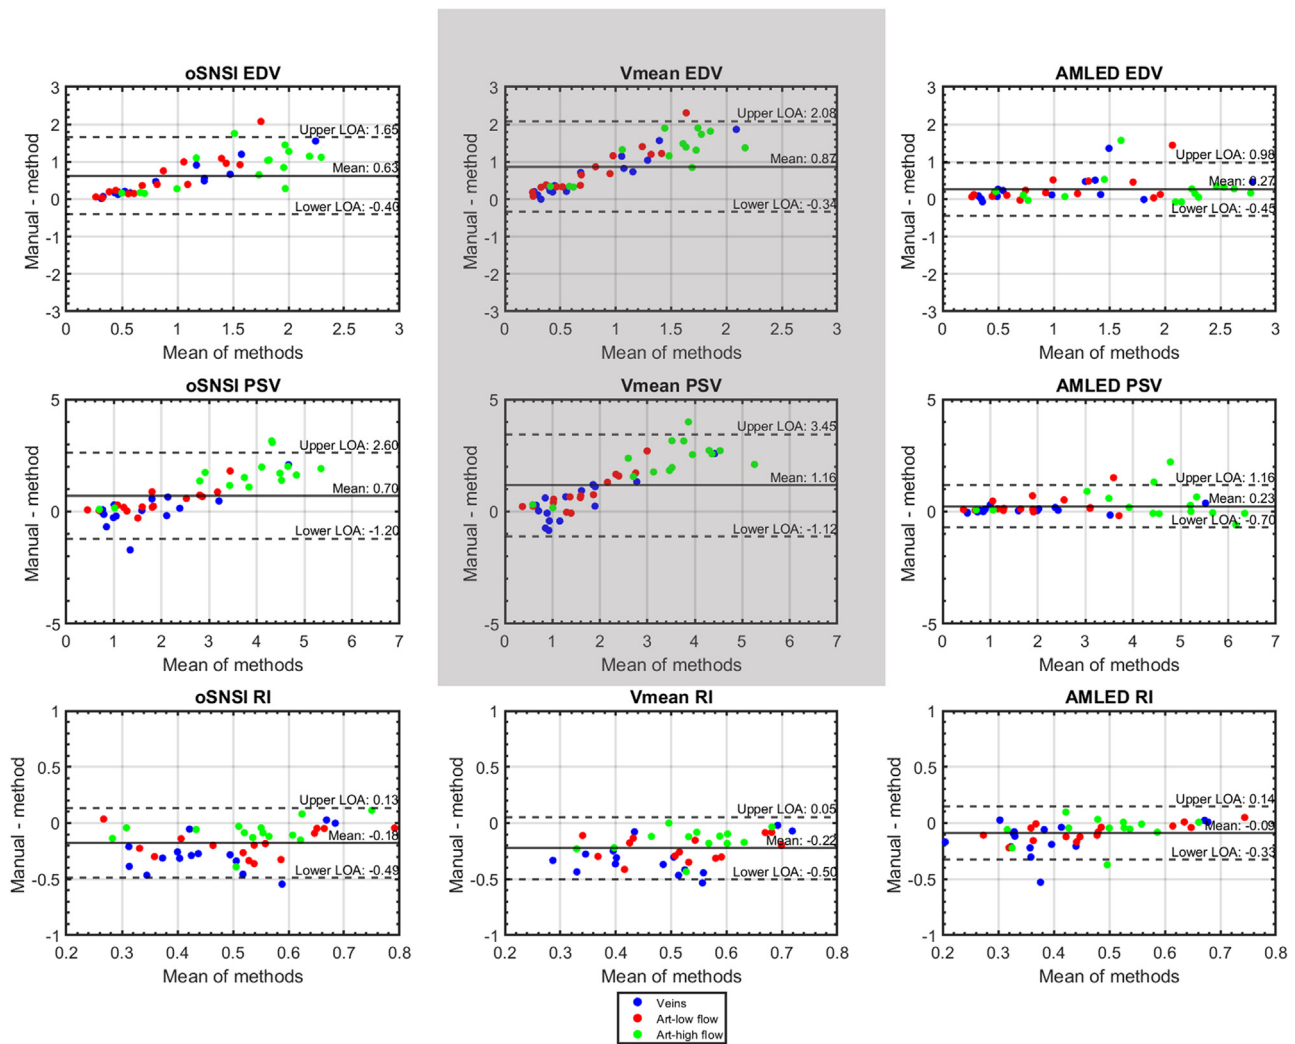 oSNSI EDV
Vmean EDV
AMLED EDV
3
2
1
0
-1
-2
-3
Manual - method
Upper LOA: 1.65
Mean: 0.63
Lower LOA: -0.40
0 0.5 1 1.5 2 2.5 3
Mean of methods
3
2
1
0
-1
-2
-3
Manual - method
Upper LOA: 2.08
Mean: 0.87
Lower LOA: -0.34
0 0.5 1 1.5 2 2.5 3
Mean of methods
3
2
1
0
-1
-2
-3
Manual - method
Upper LOA: 0.98
Mean: 0.27
Lower LOA: -0.45
0 0.5 1 1.5 2 2.5 3
Mean of methods
oSNSI PSV
Vmean PSV
AMLED PSV
5
0
-5
Manual - method
Upper LOA: 2.60
Mean: 0.70
Lower LOA: -1.20
0 1 2 3 4 5 6 7
Mean of methods
5
0
-5
Manual - method
Upper LOA: 3.45
Mean: 1.16
Lower LOA: -1.12
0 1 2 3 4 5 6 7
Mean of methods
5
0
-5
Manual - method
Upper LOA: 1.16
Mean: 0.23
Lower LOA: -0.70
0 1 2 3 4 5 6 7
Mean of methods
oSNSI RI
Vmean RI
AMLED RI
1
0.5
0
-0.5
-1
Manual - method
Upper LOA: 0.13
Mean: -0.18
Lower LOA: -0.49
0.2 0.3 0.4 0.5 0.6 0.7 0.8
Mean of methods
1
0.5
0
-0.5
-1
Manual - method
Upper LOA: 0.05
Mean: -0.22
Lower LOA: -0.50
0.2 0.3 0.4 0.5 0.6 0.7 0.8
Mean of methods
1
0.5
0
-0.5
-1
Manual - method
Upper LOA: 0.14
Mean: -0.09
Lower LOA: -0.33
0.2 0.3 0.4 0.5 0.6 0.7 0.8
Mean of methods
Veins
Art-low flow
Art-high flow